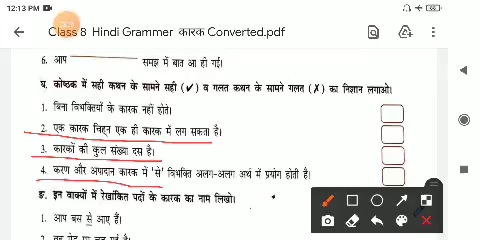 12:13 PM
Class 8 Hindi Grammer कारक Converted.pdf
6. आप ____________ समझ में बात आ ही गई।
घ. कोष्ठक में सही कथन के सामने सही (✓) व गलत कथन के सामने गलत (✗) का निशान लगाओ।
1. बिना विभक्तियों के कारक नहीं होते।
2. एक कारक चिह्न एक ही कारक में लग सकता है।
3. कारकों की कुल संख्या दस है।
4. करण और अपादान कारक में 'से' विभक्ति अलग-अलग अर्थ में प्रयोग होती है।
ङ. इन वाक्यों में रेखांकित पदों के कारक का नाम लिखो।
1. आप बस से आए हैं।